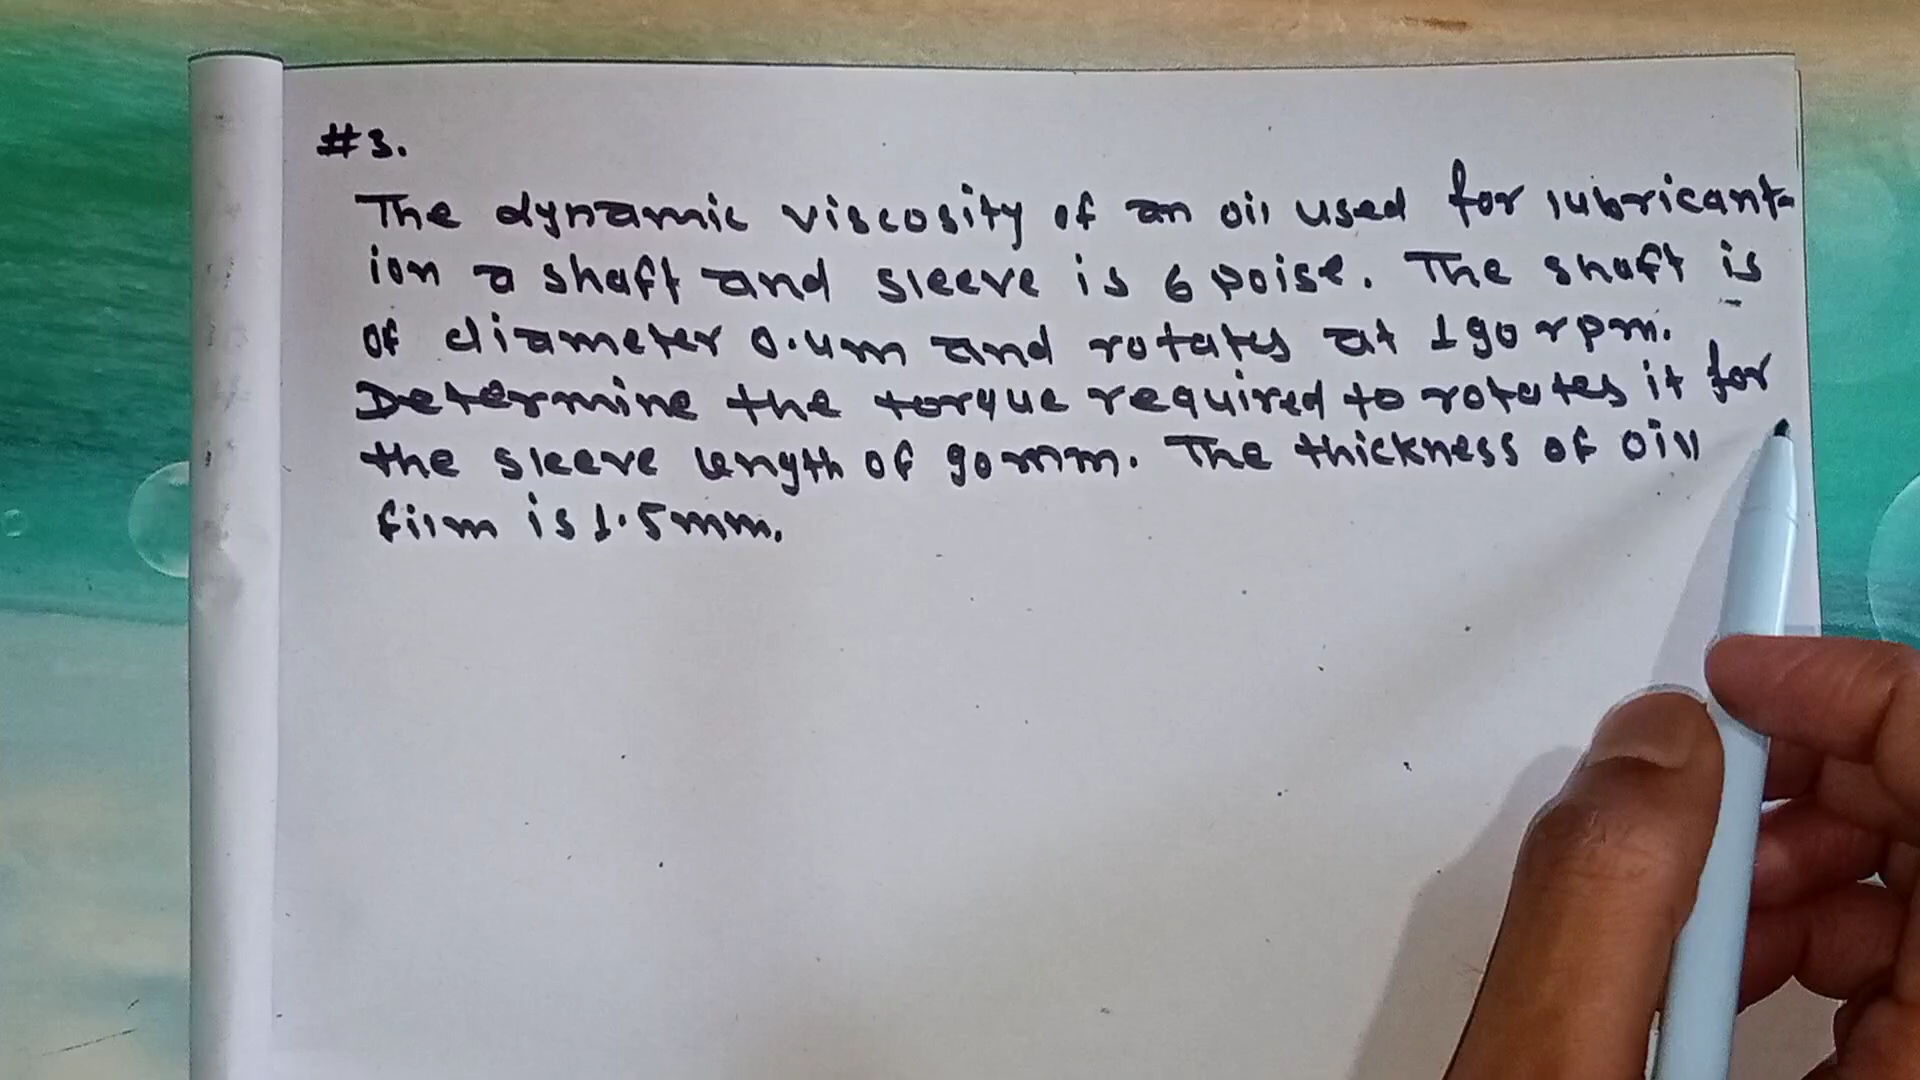 #3.
The dynamic viscosity of an oil used for lubricant-
ion a shaft and sleeve is 6 poise. The shaft is
of diameter 0.4m and rotates at 190 rpm.
Determine the torque required to rotates it for
the sleeve length of 90mm. The thickness of oil
film is 1.5mm.